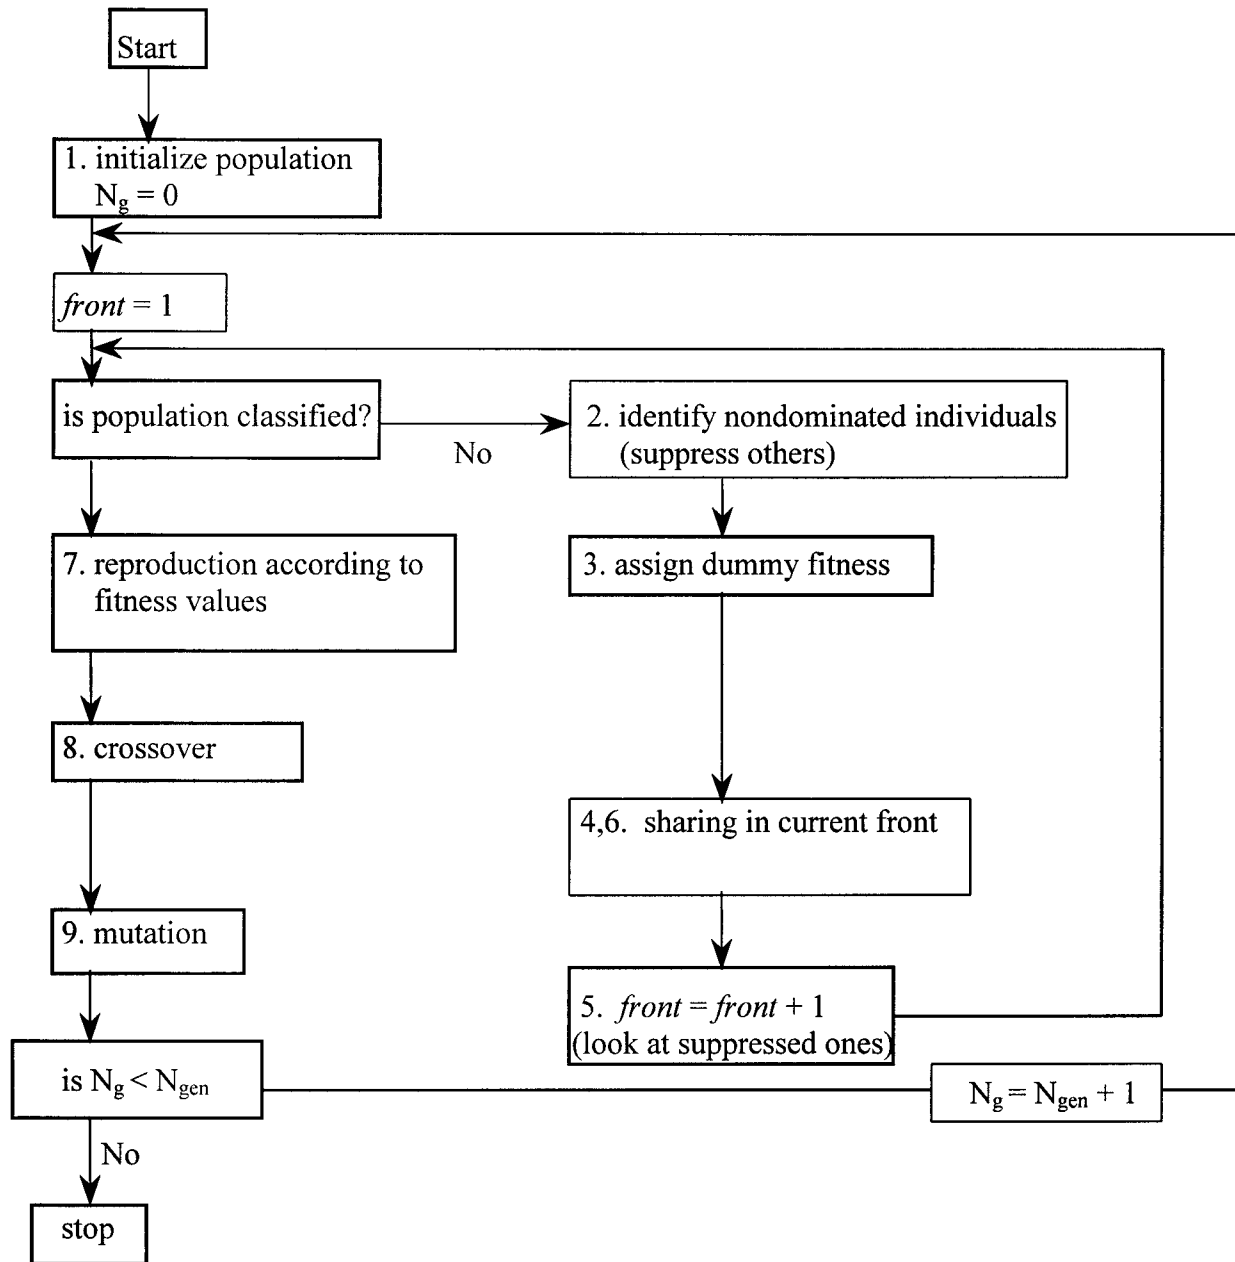 Start
1. initialize population
N_g = 0
front = 1
is population classified?
No
2. identify nondominated individuals
(suppress others)
7. reproduction according to
fitness values
3. assign dummy fitness
8. crossover
4,6. sharing in current front
9. mutation
5. front = front + 1
(look at suppressed ones)
is N_g < N_gen
N_g = N_gen + 1
No
stop